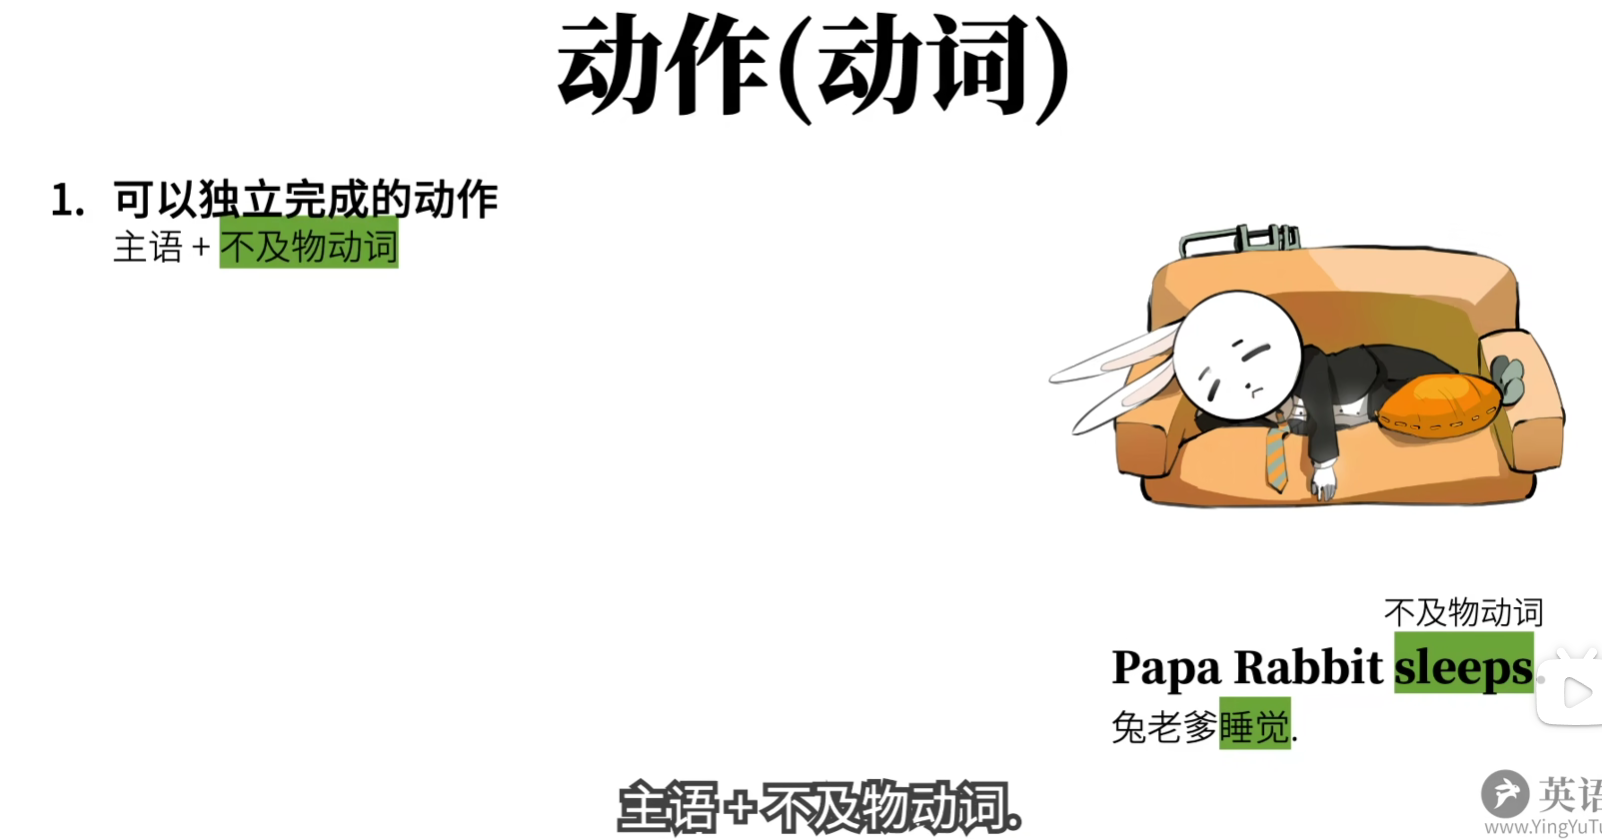 动作(动词)
1. 可以独立完成的动作
主语 + 不及物动词
不及物动词
Papa Rabbit sleeps.
兔老爹睡觉.
主语 + 不及物动词.
英语
www.YingYuTu